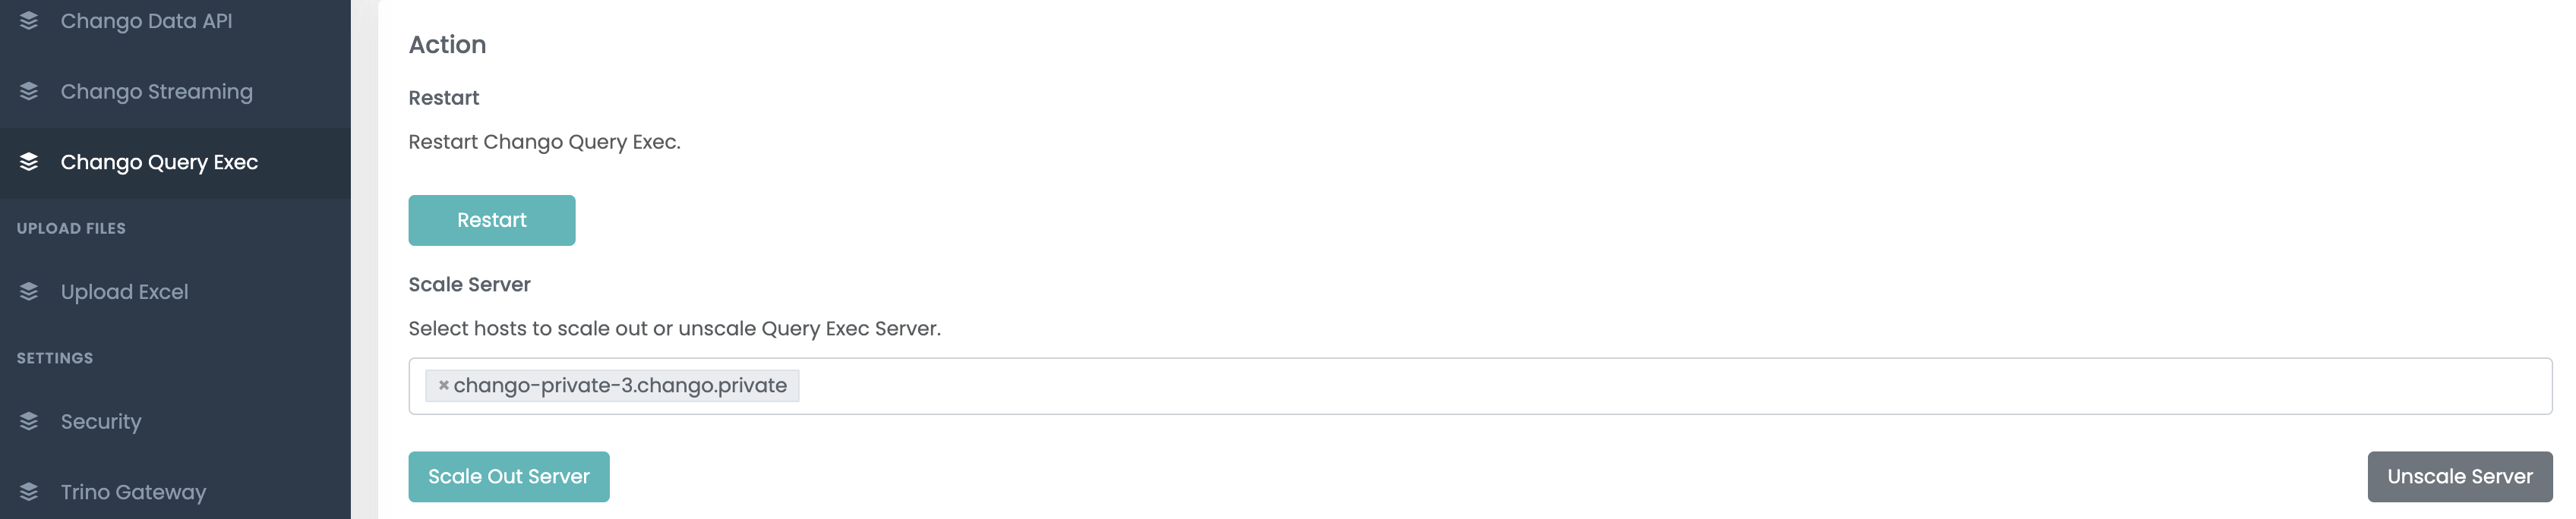 Chango Data API
Chango Streaming
Chango Query Exec
UPLOAD FILES
Upload Excel
SETTINGS
Security
Trino Gateway
Action
Restart
Restart Chango Query Exec.
Restart
Scale Server
Select hosts to scale out or unscale Query Exec Server.
×chango-private-3.chango.private
Scale Out Server
Unscale Server